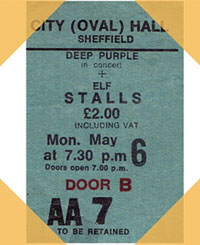 CITY (OVAL) HALL
SHEFFIELD
DEEP PURPLE
in concert
+
ELF
STALLS
£2.00
INCLUDING VAT
Mon. May 6
at 7.30 p.m
Doors open 7.00 p.m.
DOOR B
AA 7
TO BE RETAINED